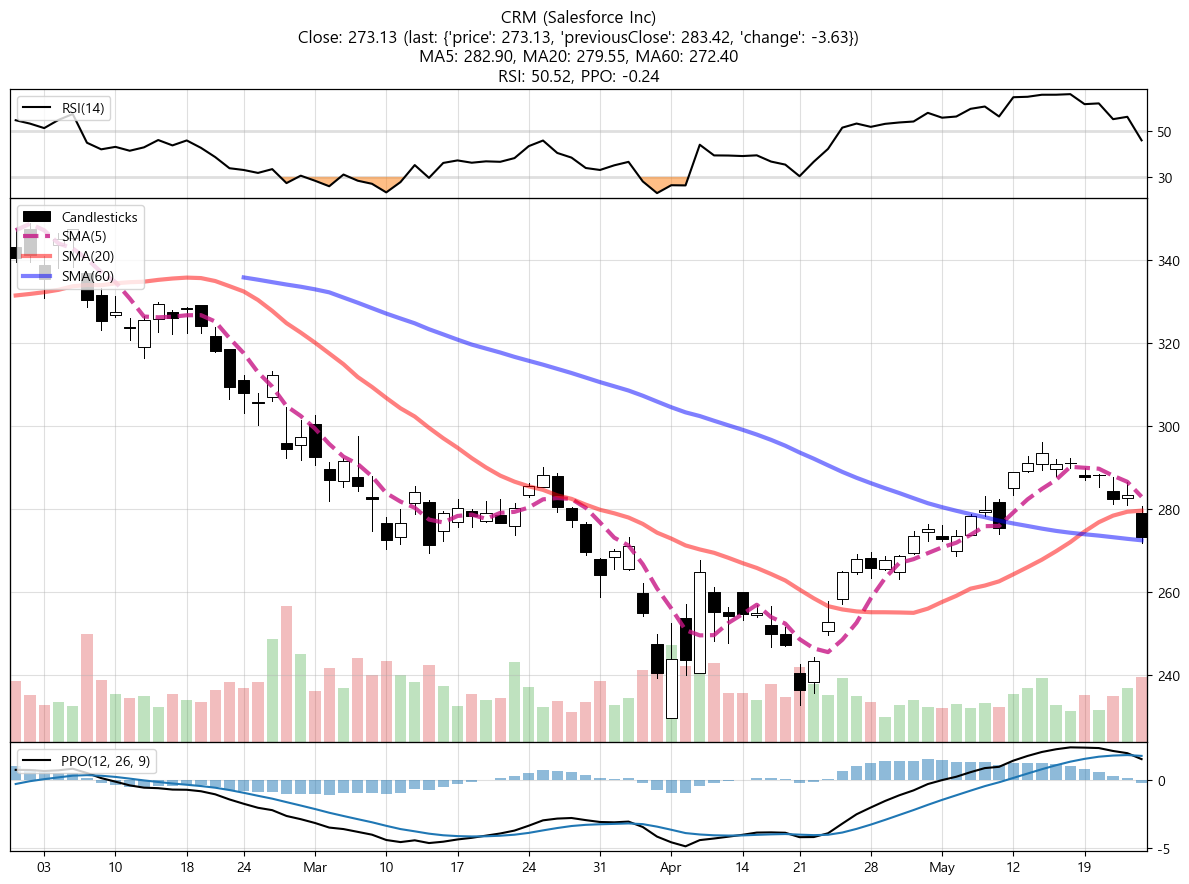 CRM (Salesforce Inc)
Close: 273.13 (last: {'price': 273.13, 'previousClose': 283.42, 'change': -3.63})
MA5: 282.90, MA20: 279.55, MA60: 272.40
RSI: 50.52, PPO: -0.24
RSI(14)
50
30
Candlesticks
SMA(5)
SMA(20)
SMA(60)
340
320
300
280
260
240
PPO(12, 26, 9)
0
-5
03 10 18 24 Mar 10 17 24 31 Apr 14 21 28 May 12 19